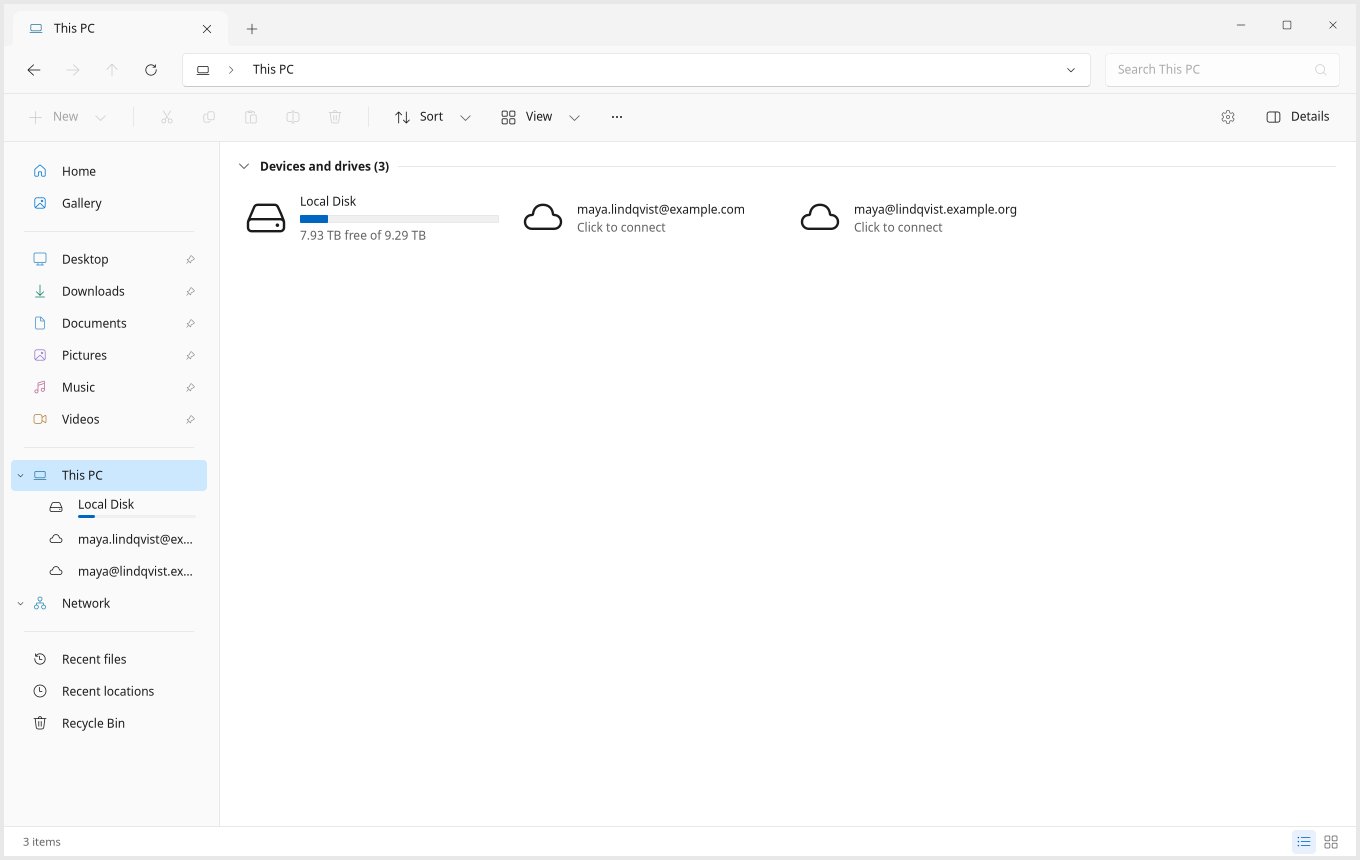 This PC
This PC
Search This PC
New
Sort
View
Details
Home
Gallery
Desktop
Downloads
Documents
Pictures
Music
Videos
This PC
Local Disk
maya.lindqvist@ex...
maya@lindqvist.ex...
Network
Recent files
Recent locations
Recycle Bin
Devices and drives (3)
Local Disk
7.93 TB free of 9.29 TB
maya.lindqvist@example.com
Click to connect
maya@lindqvist.example.org
Click to connect
3 items